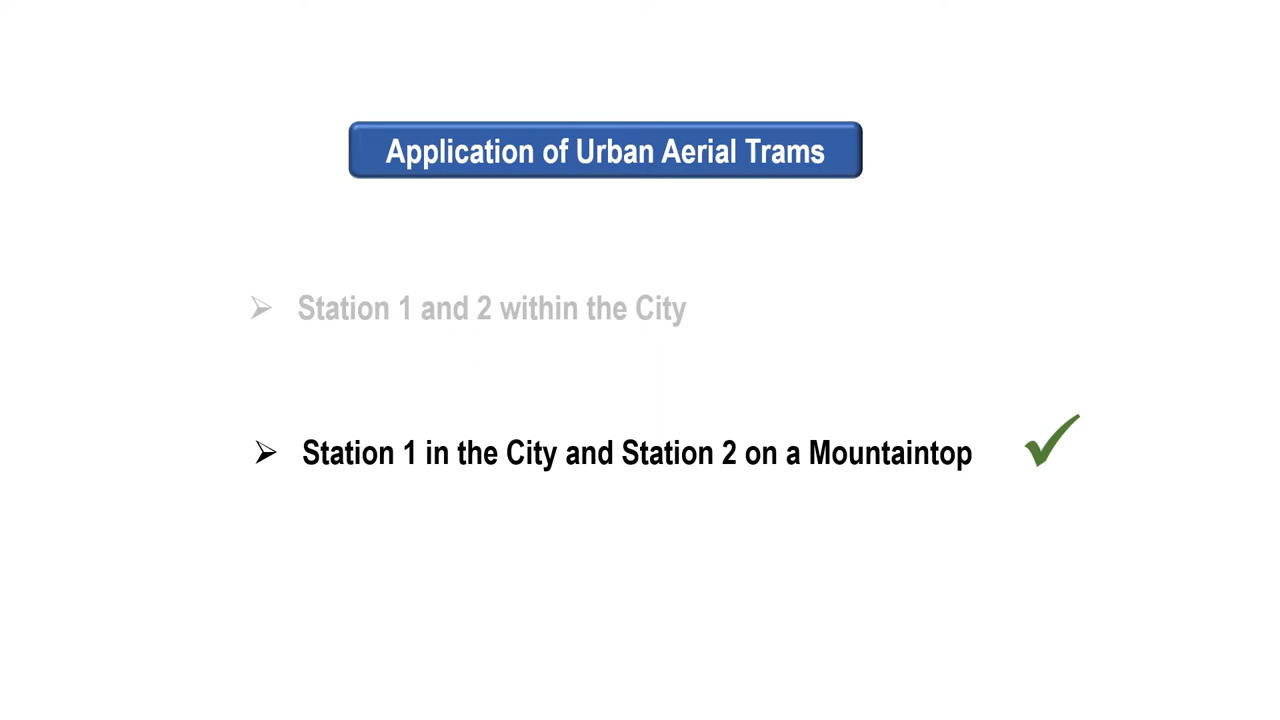 Application of Urban Aerial Trams
Station 1 and 2 within the City
Station 1 in the City and Station 2 on a Mountaintop